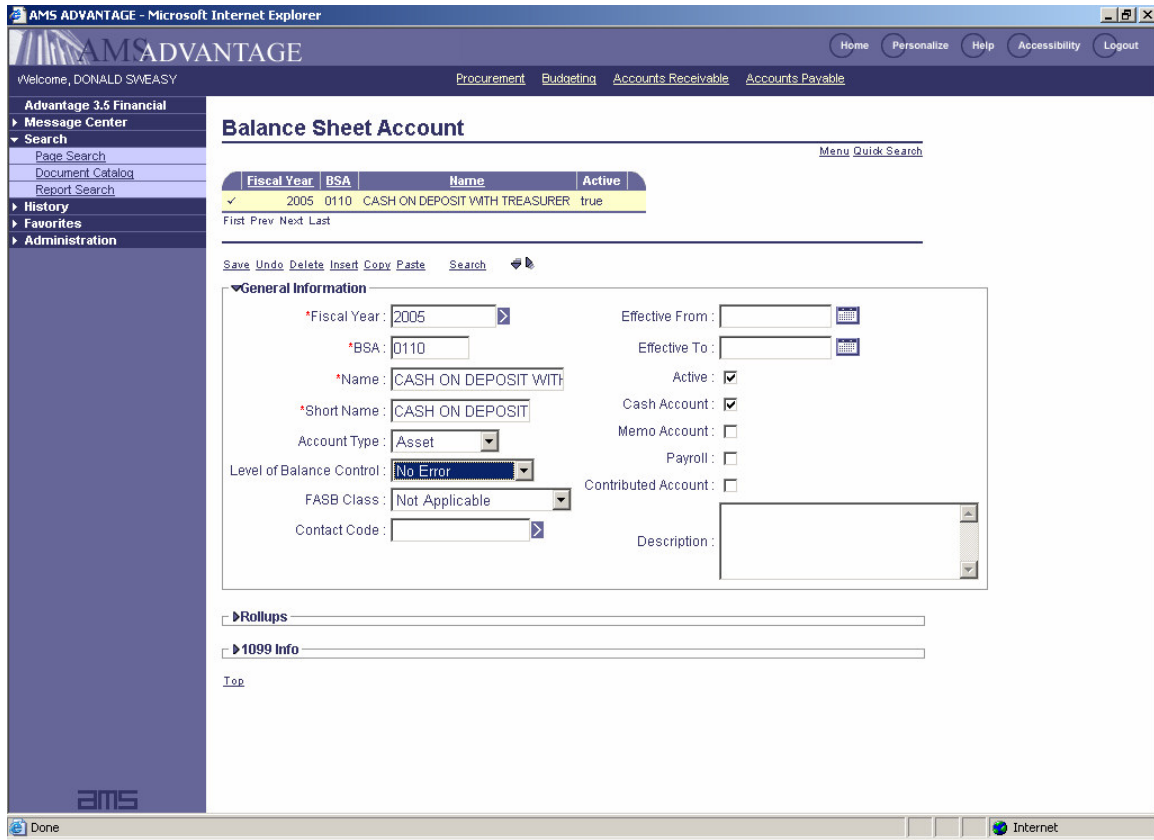 AMS ADVANTAGE - Microsoft Internet Explorer
AMSADVANTAGE
Home Personalize Help Accessibility Logout
Welcome, DONALD SWEASY
Procurement Budgeting Accounts Receivable Accounts Payable
Advantage 3.5 Financial
Message Center
Search
Page Search
Document Catalog
Report Search
History
Favorites
Administration
Balance Sheet Account
Menu Quick Search
Fiscal Year BSA Name Active
2005 0110 CASH ON DEPOSIT WITH TREASURER true
First Prev Next Last
Save Undo Delete Insert Copy Paste Search
General Information
*Fiscal Year : 2005
*BSA : 0110
*Name : CASH ON DEPOSIT WITH
*Short Name : CASH ON DEPOSIT
Account Type : Asset
Level of Balance Control : No Error
FASB Class : Not Applicable
Contact Code :
Effective From :
Effective To :
Active :
Cash Account :
Memo Account :
Payroll :
Contributed Account :
Description :
Rollups
1099 Info
Top
ams
Done
Internet